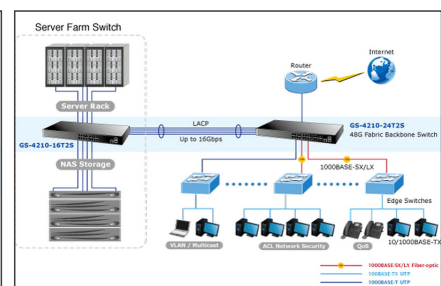 Server Farm Switch
Internet
Router
Server Rack
LACP
GS-4210-24T2S
48G Fabric Backbone Switch
GS-4210-16T2S
Up to 16Gbps
NAS Storage
1000BASE-SX/LX
Edge Switches
VLAN / Multicast
ACL Network Security
QoS
10/1000BASE-TX
1000BASE-SX/LX Fiber-optic
100BASE-TX UTP
1000BASE-T UTP